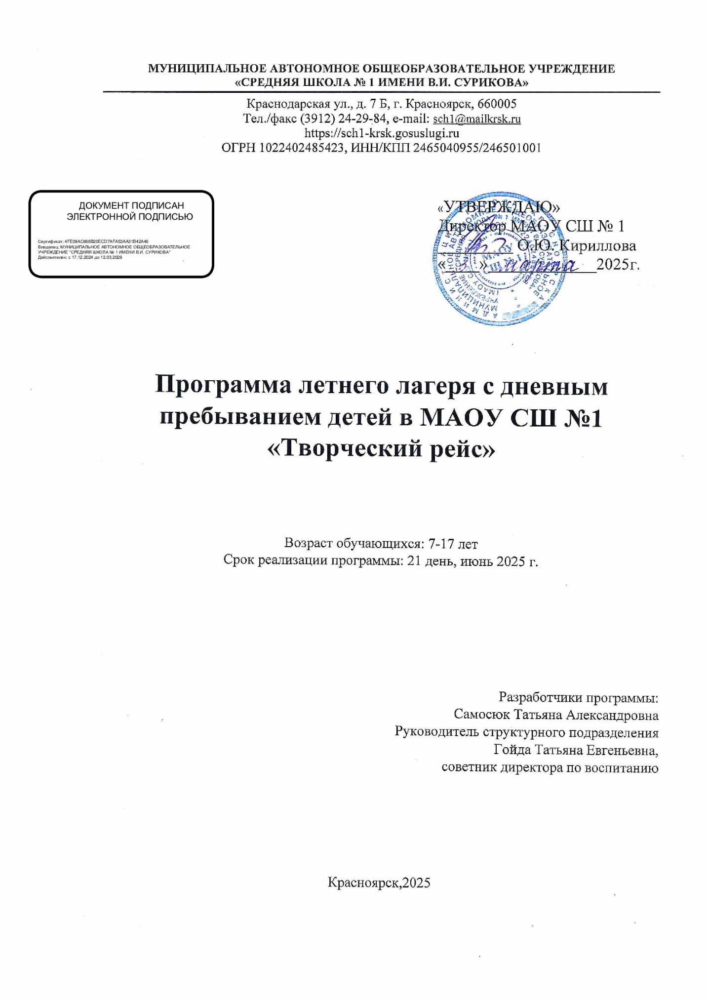 МУНИЦИПАЛЬНОЕ АВТОНОМНОЕ ОБЩЕОБРАЗОВАТЕЛЬНОЕ УЧРЕЖДЕНИЕ
«СРЕДНЯЯ ШКОЛА № 1 ИМЕНИ В.И. СУРИКОВА»
Краснодарская ул., д. 7 Б, г. Красноярск, 660005
Тел./факс (3912) 24-29-84, e-mail: sch1@mailkrsk.ru
https://sch1-krsk.gosuslugi.ru
ОГРН 1022402485423, ИНН/КПП 2465040955/246501001
ДОКУМЕНТ ПОДПИСАН
ЭЛЕКТРОННОЙ ПОДПИСЬЮ
Сертификат: 4FE09AC668B20ECD7AFA53AA31B42A46
Владелец: МУНИЦИПАЛЬНОЕ АВТОНОМНОЕ ОБЩЕОБРАЗОВАТЕЛЬНОЕ
УЧРЕЖДЕНИЕ "СРЕДНЯЯ ШКОЛА № 1 ИМЕНИ В.И. СУРИКОВА"
Действителен: с 17.12.2024 до 12.03.2026
«УТВЕРЖДАЮ»
Директор МАОУ СШ № 1
О.Ю. Кириллова
«3» марта 2025г.
Программа летнего лагеря с дневным
пребыванием детей в МАОУ СШ №1
«Творческий рейс»
Возраст обучающихся: 7-17 лет
Срок реализации программы: 21 день, июнь 2025 г.
Разработчики программы:
Самосюк Татьяна Александровна
Руководитель структурного подразделения
Гойда Татьяна Евгеньевна,
советник директора по воспитанию
Красноярск,2025